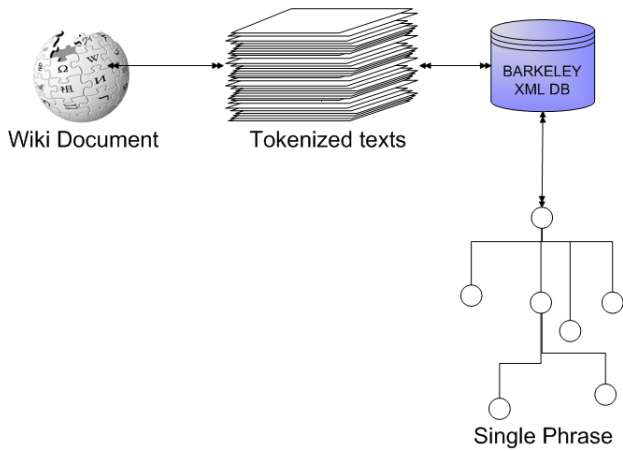 BARKELEY
XML DB
Wiki Document
Tokenized texts
Single Phrase